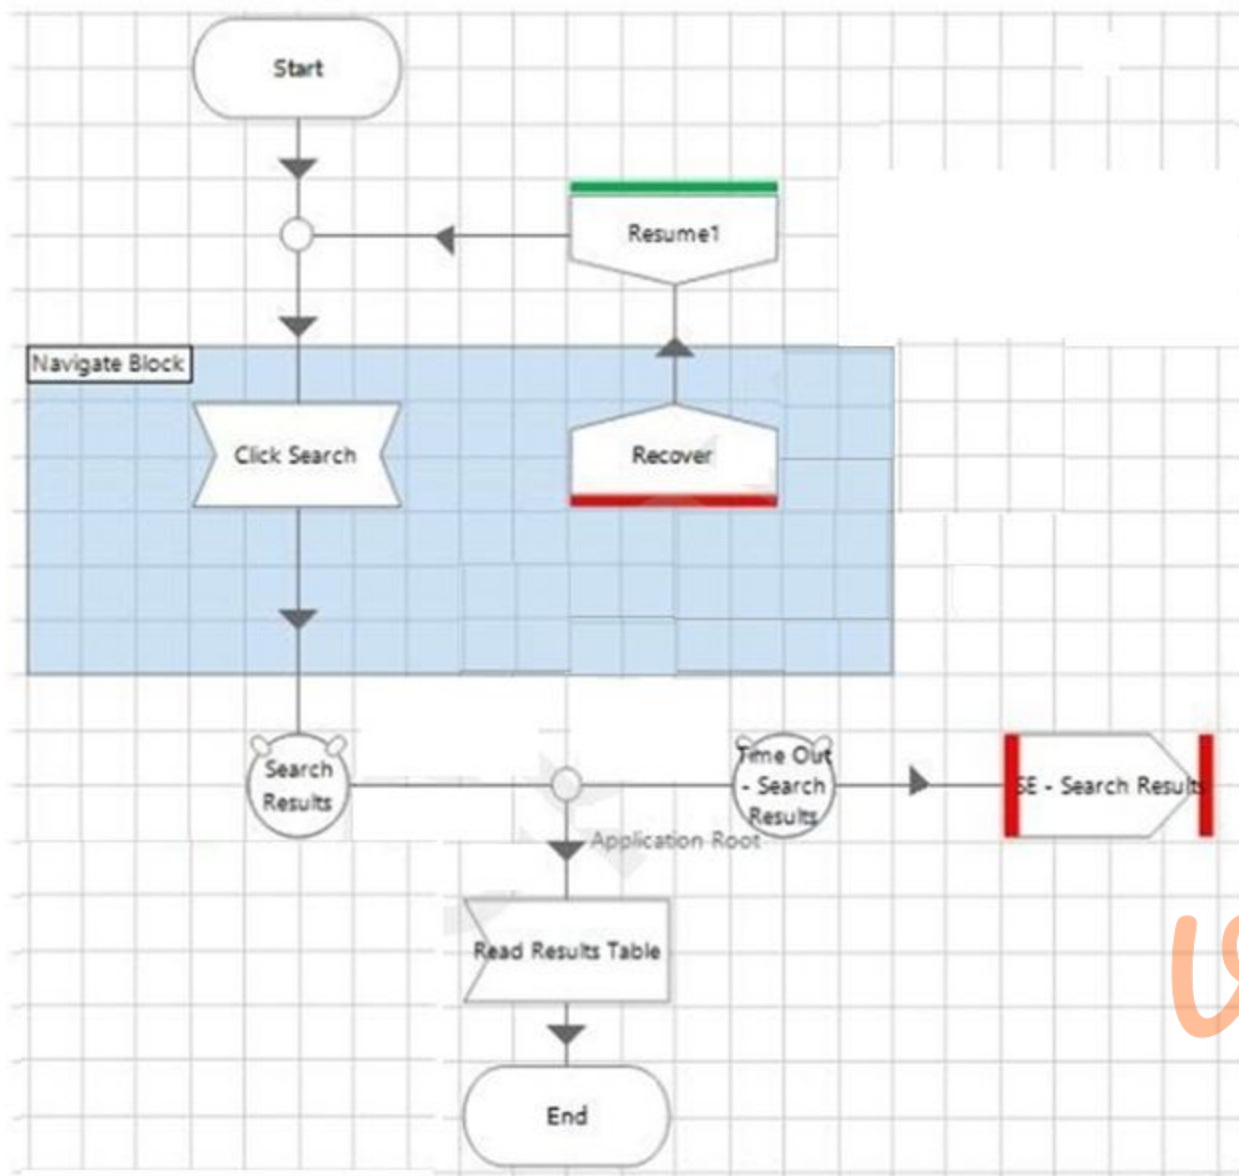 Start
Resume1
Navigate Block
Click Search
Recover
Search
Results
Time Out
- Search
Results
SE - Search Results
Application Root
Read Results Table
End